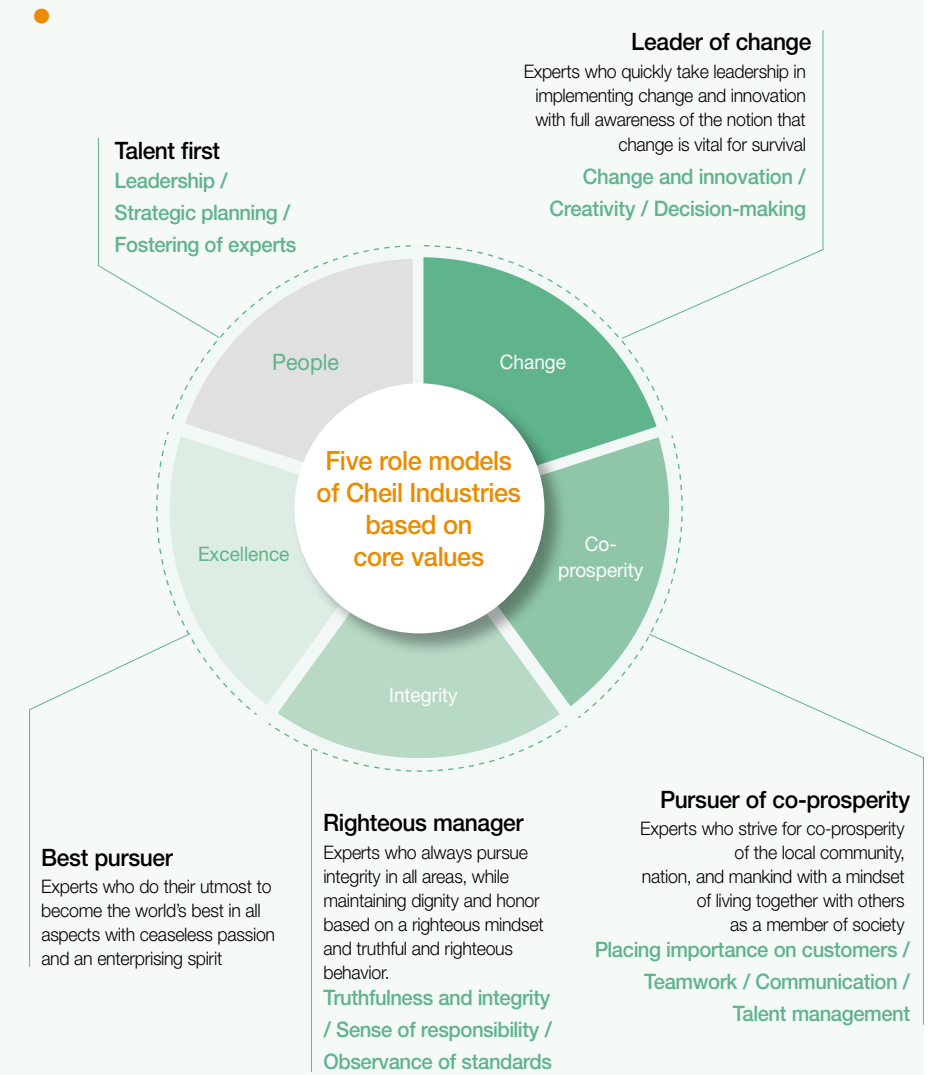 Leader of change
Experts who quickly take leadership in
implementing change and innovation
with full awareness of the notion that
change is vital for survival
Change and innovation /
Creativity / Decision-making
Talent first
Leadership /
Strategic planning /
Fostering of experts
People
Change
Five role models
of Cheil Industries
based on
core values
Excellence
Co-
prosperity
Integrity
Best pursuer
Experts who do their utmost to
become the world's best in all
aspects with ceaseless passion
and an enterprising spirit
Righteous manager
Experts who always pursue
integrity in all areas, while
maintaining dignity and honor
based on a righteous mindset
and truthful and righteous
behavior.
Truthfulness and integrity
/ Sense of responsibility /
Observance of standards
Pursuer of co-prosperity
Experts who strive for co-prosperity
of the local community,
nation, and mankind with a mindset
of living together with others
as a member of society
Placing importance on customers /
Teamwork / Communication /
Talent management